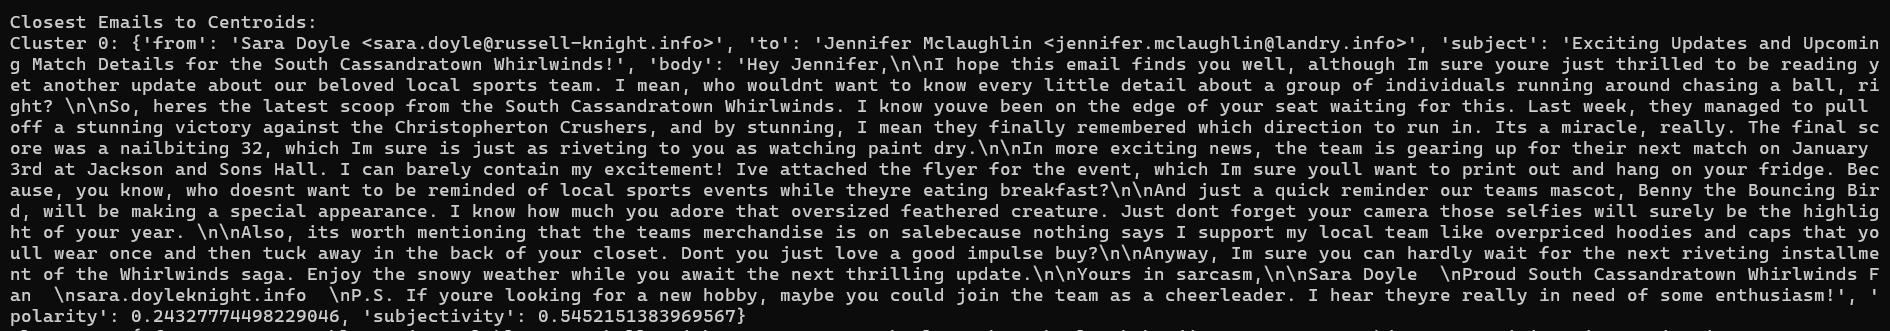 Closest Emails to Centroids:
Cluster 0: {'from': 'Sara Doyle <sara.doyle@russell-knight.info>', 'to': 'Jennifer Mclaughlin <jennifer.mclaughlin@landry.info>', 'subject': 'Exciting Updates and Upcomin
g Match Details for the South Cassandratown Whirlwinds!', 'body': 'Hey Jennifer,\n\nI hope this email finds you well, although Im sure youre just thrilled to be reading y
et another update about our beloved local sports team. I mean, who wouldnt want to know every little detail about a group of individuals running around chasing a ball, ri
ght? \n\nSo, heres the latest scoop from the South Cassandratown Whirlwinds. I know youve been on the edge of your seat waiting for this. Last week, they managed to pull
off a stunning victory against the Christopherton Crushers, and by stunning, I mean they finally remembered which direction to run in. Its a miracle, really. The final sc
ore was a nailbiting 32, which Im sure is just as riveting to you as watching paint dry.\n\nIn more exciting news, the team is gearing up for their next match on January
3rd at Jackson and Sons Hall. I can barely contain my excitement! Ive attached the flyer for the event, which Im sure youll want to print out and hang on your fridge. Bec
ause, you know, who doesnt want to be reminded of local sports events while theyre eating breakfast?\n\nAnd just a quick reminder our teams mascot, Benny the Bouncing Bir
d, will be making a special appearance. I know how much you adore that oversized feathered creature. Just dont forget your camera those selfies will surely be the highlig
ht of your year. \n\nAlso, its worth mentioning that the teams merchandise is on salebecause nothing says I support my local team like overpriced hoodies and caps that yo
ull wear once and then tuck away in the back of your closet. Dont you just love a good impulse buy?\n\nAnyway, Im sure you can hardly wait for the next riveting installme
nt of the Whirlwinds saga. Enjoy the snowy weather while you await the next thrilling update.\n\nYours in sarcasm,\n\nSara Doyle  \nProud South Cassandratown Whirlwinds F
an  \nsara.doyleknight.info  \nP.S. If youre looking for a new hobby, maybe you could join the team as a cheerleader. I hear theyre really in need of some enthusiasm!', '
polarity': 0.24327774498229046, 'subjectivity': 0.5452151383969567}